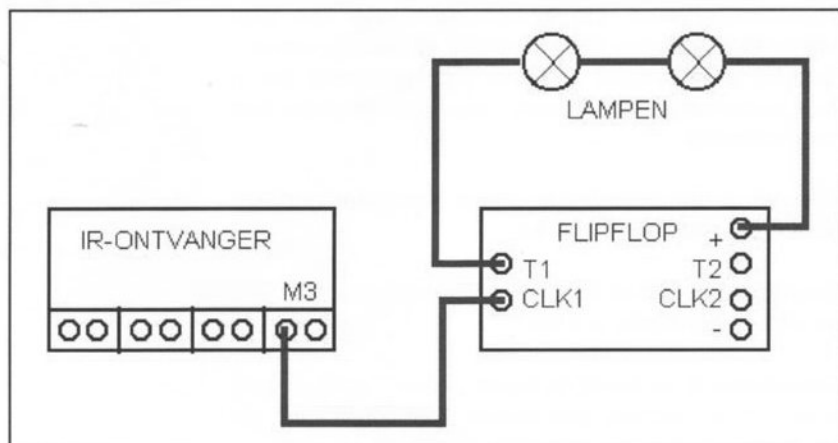 LAMPEN
IR-ONTVANGER
M3
FLIPFLOP
+
T1
T2
CLK1
CLK2
-